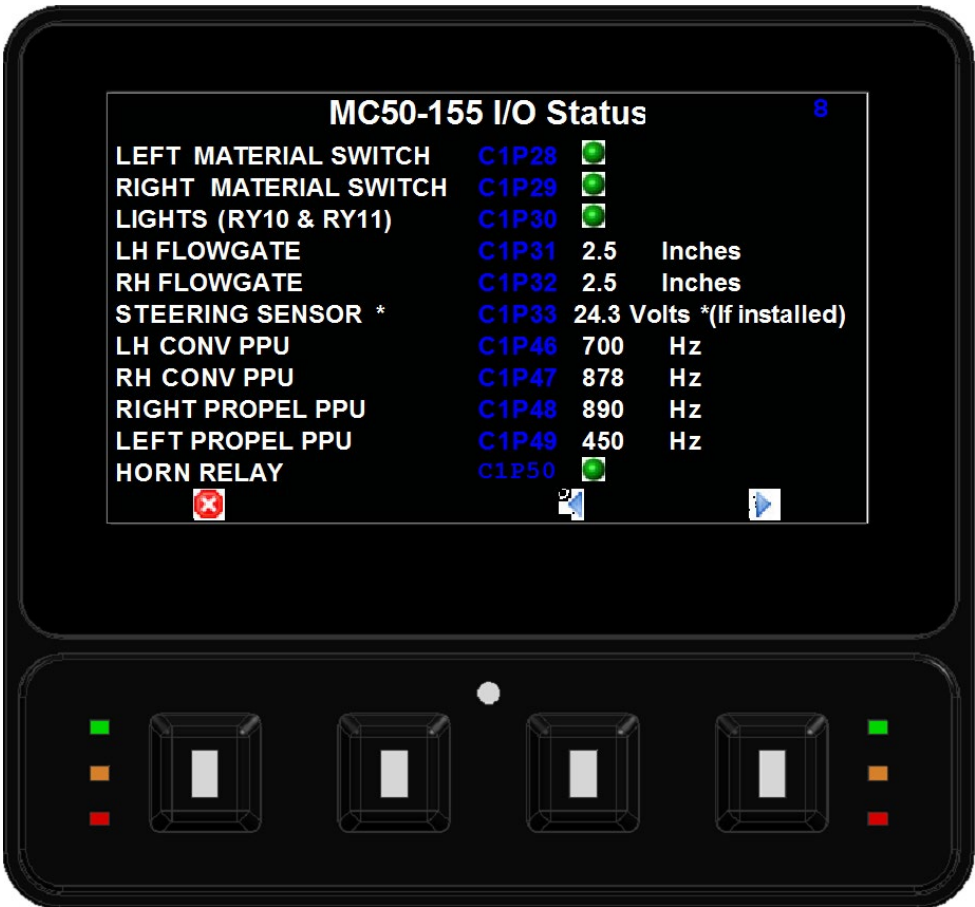 MC50-155 I/O Status 8
LEFT MATERIAL SWITCH C1P28
RIGHT MATERIAL SWITCH C1P29
LIGHTS (RY10 & RY11) C1P30
LH FLOWGATE C1P31 2.5 Inches
RH FLOWGATE C1P32 2.5 Inches
STEERING SENSOR * C1P33 24.3 Volts *(If installed)
LH CONV PPU C1P46 700 Hz
RH CONV PPU C1P47 878 Hz
RIGHT PROPEL PPU C1P48 890 Hz
LEFT PROPEL PPU C1P49 450 Hz
HORN RELAY C1P50